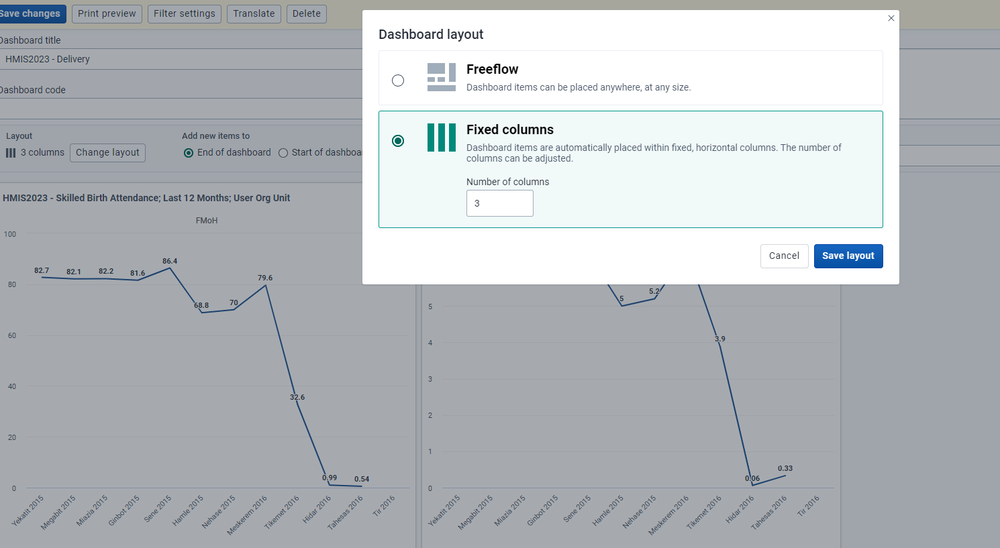 Save changes
Print preview
Filter settings
Translate
Delete
Dashboard title
HMIS2023 - Delivery
Dashboard code
Layout
3 columns
Change layout
Add new items to
End of dashboard
Start of
Dashboard layout
Freeflow
Dashboard items can be placed anywhere, at any size.
Fixed columns
Dashboard items are automatically placed within fixed, horizontal columns. The number of
columns can be adjusted.
Number of columns
3
Cancel
Save layout
HMIS2023 - Skilled Birth Attendance; Last 12 Months; User Org Unit
FMoH
100
80
60
40
20
0
82.7
82.1
82.2
81.6
86.4
68.8
70
79.6
32.6
0.99
0.54
Yekatit 2015
Megabit 2015
Miazia 2015
Ginbot 2015
Sene 2015
Hamle 2015
Nehase 2015
Meskerem 2016
Tikemet 2016
Hidar 2016
Tahesas 2016
Tir 2016
5
4
3
2
1
0
5
5.2
3.9
0.06
0.33
Yekatit 2015
Megabit 2015
Miazia 2015
Ginbot 2015
Sene 2015
Hamle 2015
Nehase 2015
Meskerem 2016
Tikemet 2016
Hidar 2016
Tahesas 2016
Tir 2016